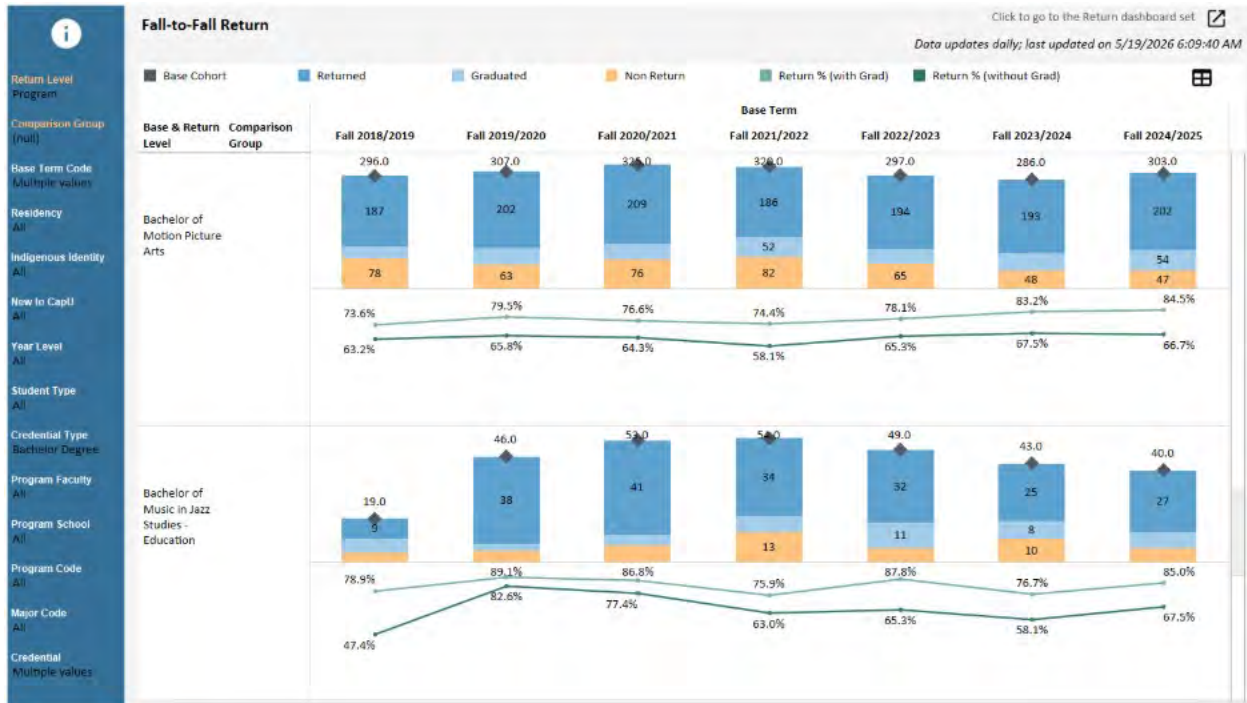 Fall-to-Fall Return
Click to go to the Return dashboard set
Data updates daily; last updated on 5/19/2026 6:09:40 AM
Return Level
Program
Comparison Group
(null)
Base Term Code
Multiple values
Residency
All
Indigenous Identity
All
New to CapU
All
Year Level
All
Student Type
All
Credential Type
Bachelor Degree
Program Faculty
All
Program School
All
Program Code
All
Major Code
All
Credential
Multiple values
Base Cohort Returned Graduated Non Return Return % (with Grad) Return % (without Grad)
Base Term
Base & Return Level Comparison Group Fall 2018/2019 Fall 2019/2020 Fall 2020/2021 Fall 2021/2022 Fall 2022/2023 Fall 2023/2024 Fall 2024/2025
Bachelor of
Motion Picture
Arts
296.0 307.0 297.0 286.0 303.0
187 202 209 186 194 193 202
52 54
78 63 76 82 65 48 47
73.6% 79.5% 76.6% 74.4% 78.1% 83.2% 84.5%
63.2% 65.8% 64.3% 58.1% 65.3% 67.5% 66.7%
Bachelor of
Music in Jazz
Studies -
Education
19.0 46.0 53.0 54.0 49.0 43.0 40.0
9 38 41 34 32 25 27
11 8
13 10
78.9% 89.1% 86.8% 75.9% 87.8% 76.7% 85.0%
47.4% 82.6% 77.4% 63.0% 65.3% 58.1% 67.5%